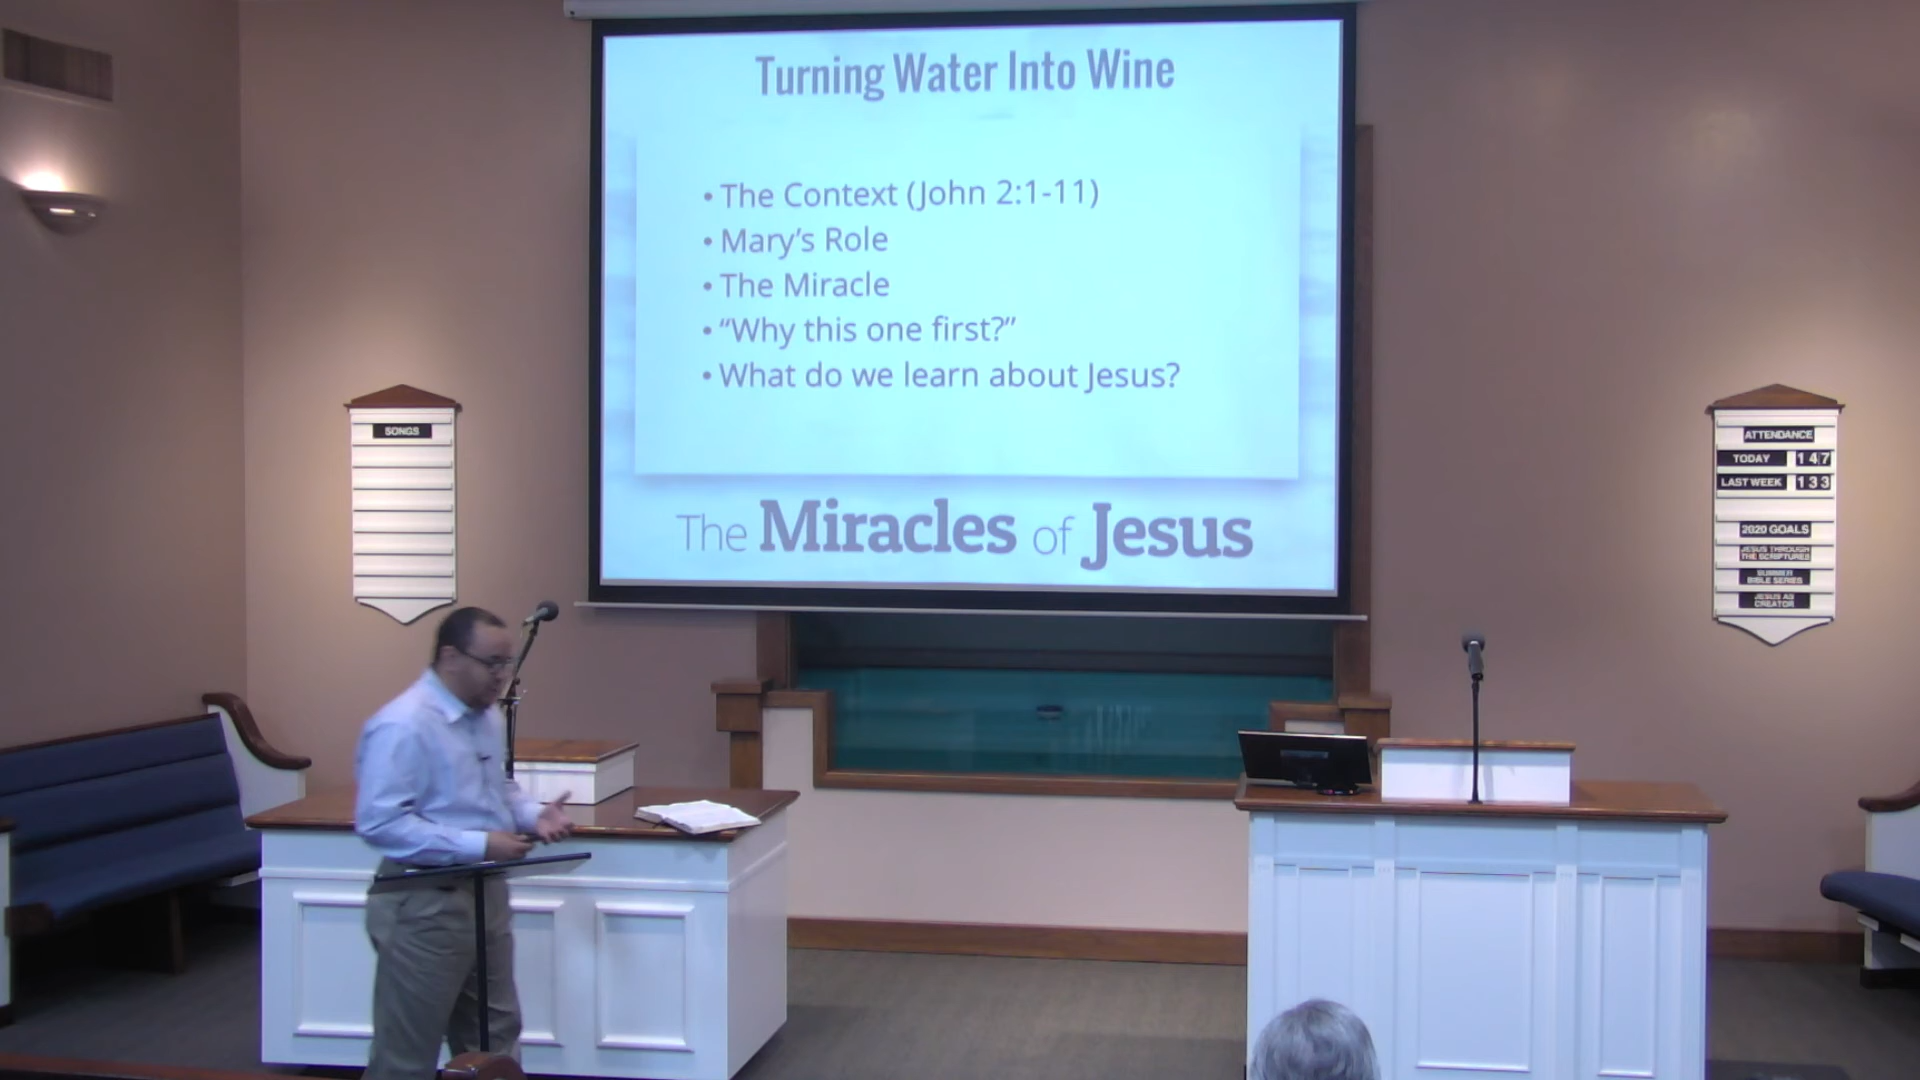 Turning Water Into Wine
• The Context (John 2:1-11)
• Mary’s Role
• The Miracle
• “Why this one first?”
• What do we learn about Jesus?
The Miracles of Jesus
SONGS
ATTENDANCE
TODAY 147
LAST WEEK 133
2020 GOALS
JESUS THROUGH
THE SCRIPTURES
SUMMER
BIBLE SERIES
JESUS AS
CREATOR